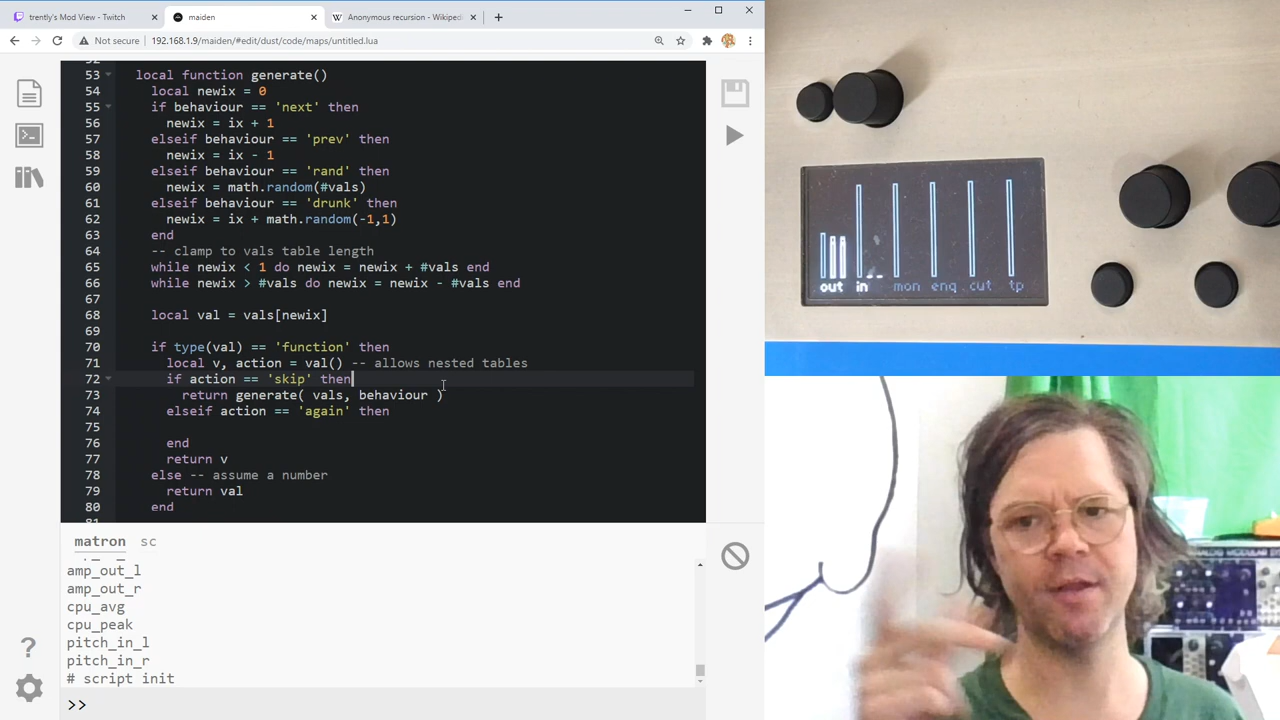 trently's Mod View - Twitch
maiden
Anonymous recursion - Wikiped
Not secure
192.168.1.9/maiden/#edit/dust/code/maps/untitled.lua
53 local function generate()
54 local newix = 0
55 if behaviour == 'next' then
56 newix = ix + 1
57 elseif behaviour == 'prev' then
58 newix = ix - 1
59 elseif behaviour == 'rand' then
60 newix = math.random(#vals)
61 elseif behaviour == 'drunk' then
62 newix = ix + math.random(-1,1)
63 end
64 -- clamp to vals table length
65 while newix < 1 do newix = newix + #vals end
66 while newix > #vals do newix = newix - #vals end
67
68 local val = vals[newix]
69
70 if type(val) == 'function' then
71 local v, action = val() -- allows nested tables
72 if action == 'skip' then
73 return generate( vals, behaviour )
74 elseif action == 'again' then
75
76 end
77 return v
78 else -- assume a number
79 return val
80 end
matron sc
amp_out_l
amp_out_r
cpu_avg
cpu_peak
pitch_in_l
pitch_in_r
# script init
>>
?
out in mon eng cut tp